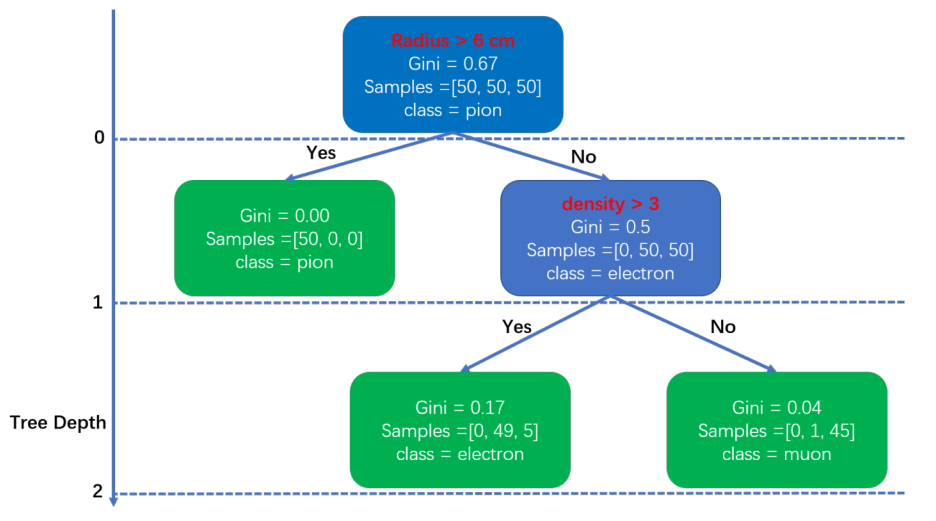 Radius > 6 cm
Gini = 0.67
Samples =[50, 50, 50]
class = pion
0
Yes
No
Gini = 0.00
Samples =[50, 0, 0]
class = pion
density > 3
Gini = 0.5
Samples =[0, 50, 50]
class = electron
1
Yes
No
Gini = 0.17
Samples =[0, 49, 5]
class = electron
Gini = 0.04
Samples =[0, 1, 45]
class = muon
Tree Depth
2